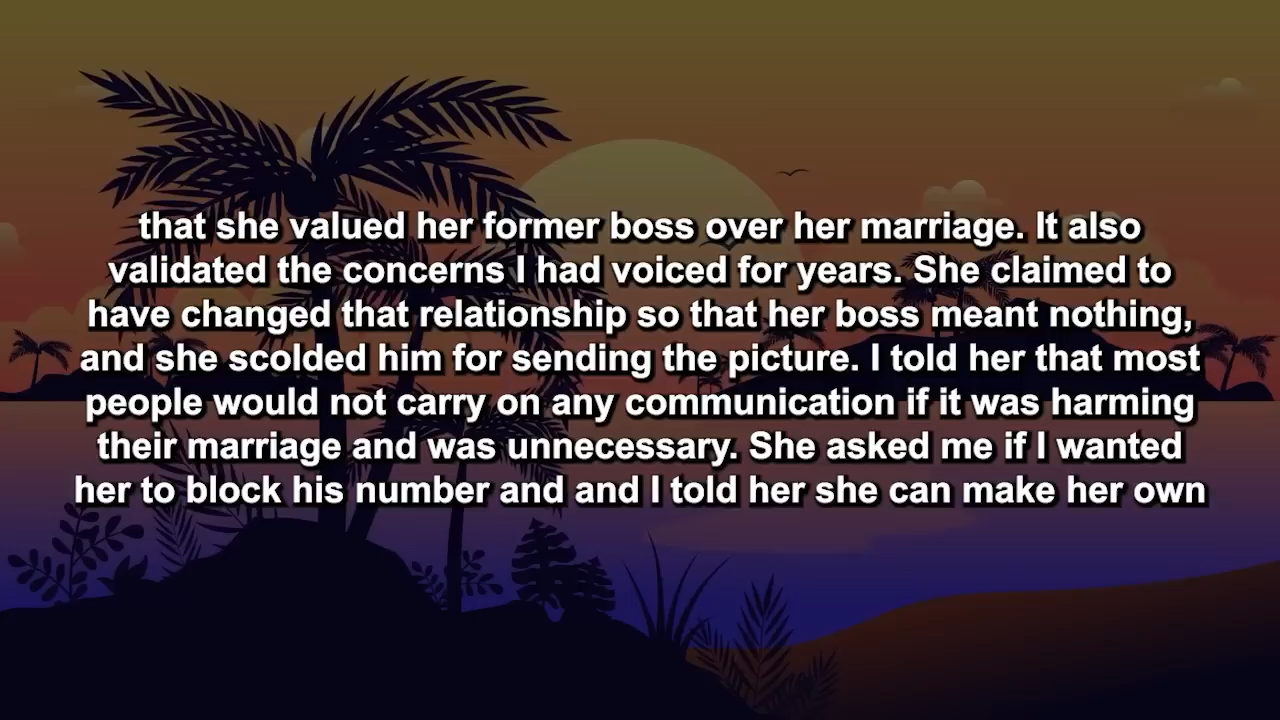 that she valued her former boss over her marriage. It also
validated the concerns I had voiced for years. She claimed to
have changed that relationship so that her boss meant nothing,
and she scolded him for sending the picture. I told her that most
people would not carry on any communication if it was harming
their marriage and was unnecessary. She asked me if I wanted
her to block his number and and I told her she can make her own